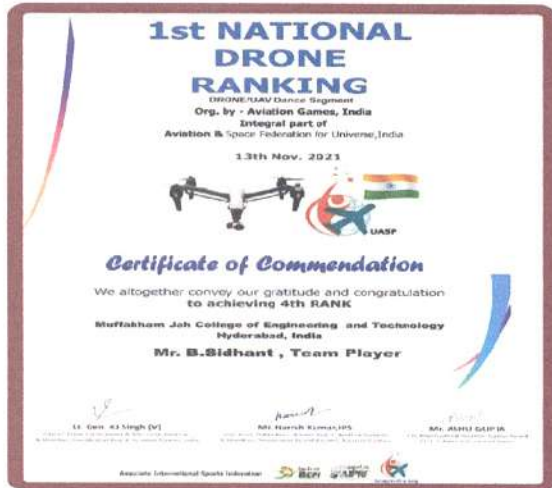 1st NATIONAL
DRONE
RANKING
DRONE/UAV Dance Segment
Org. by - Aviation Games, India
Integral part of
Aviation & Space Federation for Universe,India
13th Nov. 2021
UASP
Certificate of Commendation
We altogether convey our gratitude and congratulation
to achieving 4th RANK
Muffakham Jah College of Engineering and Technology
Hyderabad, India
Mr. B.Sidhant , Team Player
Lt. Gen. KJ Singh (V)
Mr. Harish Kumar,IPS
Mr. ASHU GUPTA
Associate International Sports Federation